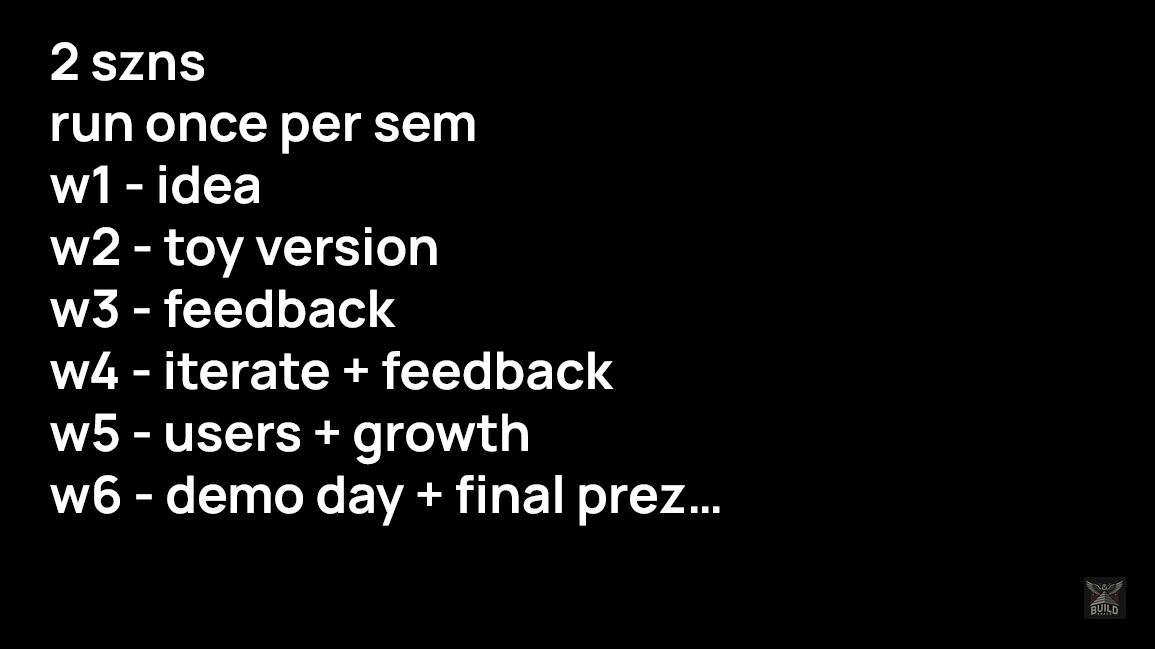 2 szns
run once per sem
w1 - idea
w2 - toy version
w3 - feedback
w4 - iterate + feedback
w5 - users + growth
w6 - demo day + final prez...
BUILD